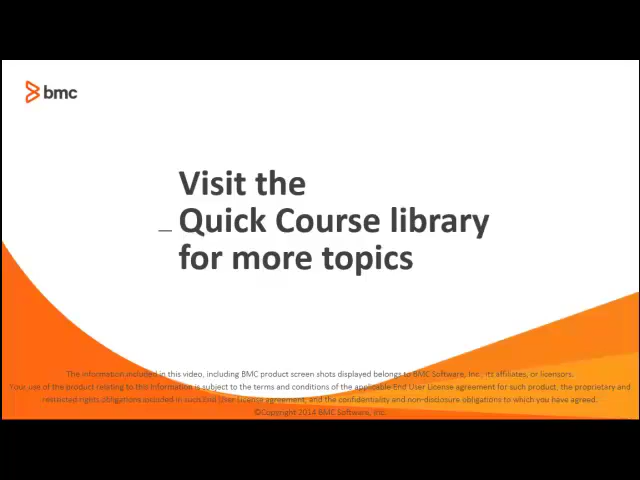 bmc
Visit the
Quick Course library
for more topics
The information included in this video, including BMC product screen shots displayed belongs to BMC Software, Inc., its affiliates, or licensors.
Your use of the product relating to this information is subject to the terms and conditions of the applicable End User License agreement for such product, the proprietary and
restricted rights obligations included in such End User License agreement, and the confidentiality and non-disclosure obligations to which you have agreed.
©Copyright 2014 BMC Software, Inc.